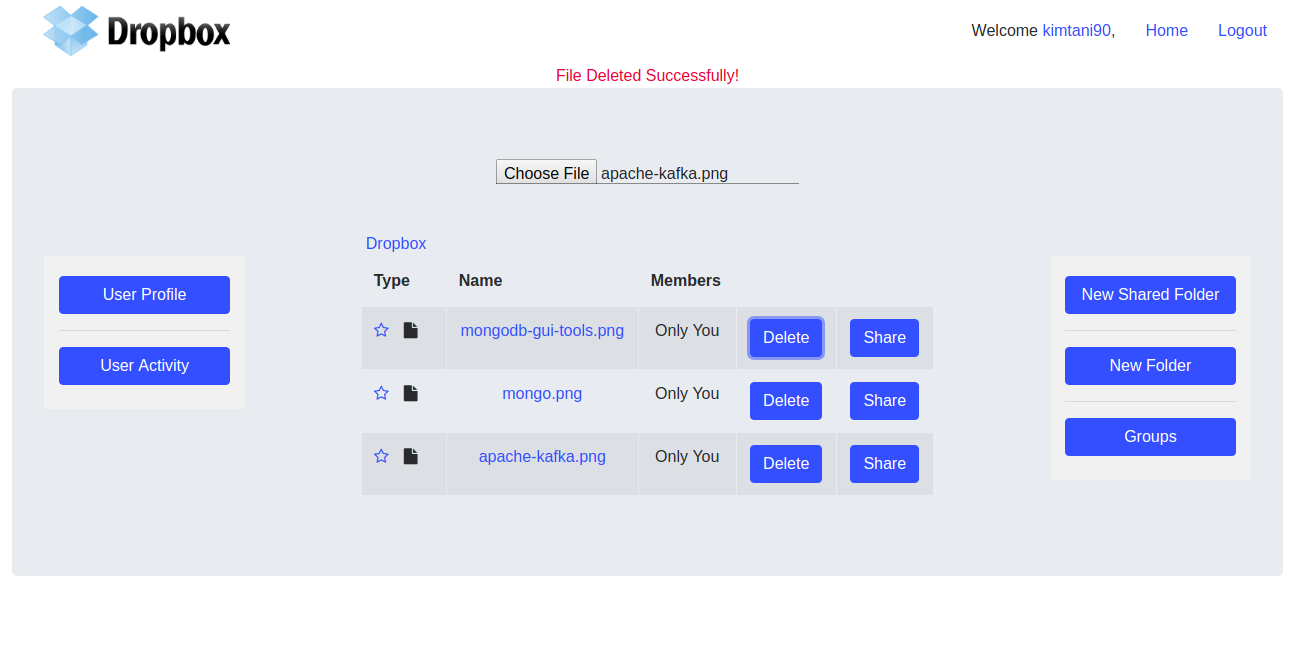 Dropbox
Welcome kimtani90, Home Logout
File Deleted Successfully!
Choose File apache-kafka.png
Dropbox
Type Name Members
mongodb-gui-tools.png Only You Delete Share
mongo.png Only You Delete Share
apache-kafka.png Only You Delete Share
User Profile
User Activity
New Shared Folder
New Folder
Groups